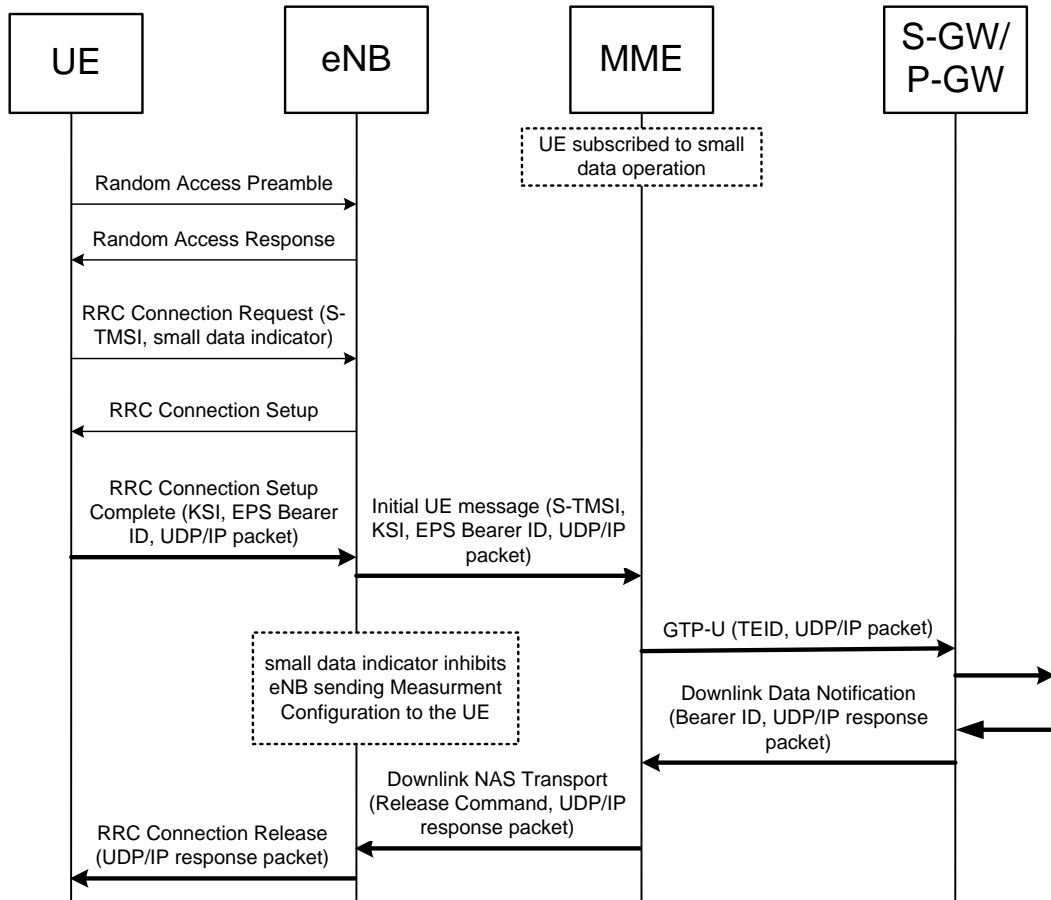 UE
eNB
MME
S-GW/
P-GW
UE subscribed to small
data operation
Random Access Preamble
Random Access Response
RRC Connection Request (S-
TMSI, small data indicator)
RRC Connection Setup
RRC Connection Setup
Complete (KSI, EPS Bearer
ID, UDP/IP packet)
Initial UE message (S-TMSI,
KSI, EPS Bearer ID, UDP/IP
packet)
GTP-U (TEID, UDP/IP packet)
small data indicator inhibits
eNB sending Measurment
Configuration to the UE
Downlink Data Notification
(Bearer ID, UDP/IP response
packet)
Downlink NAS Transport
(Release Command, UDP/IP
response packet)
RRC Connection Release
(UDP/IP response packet)